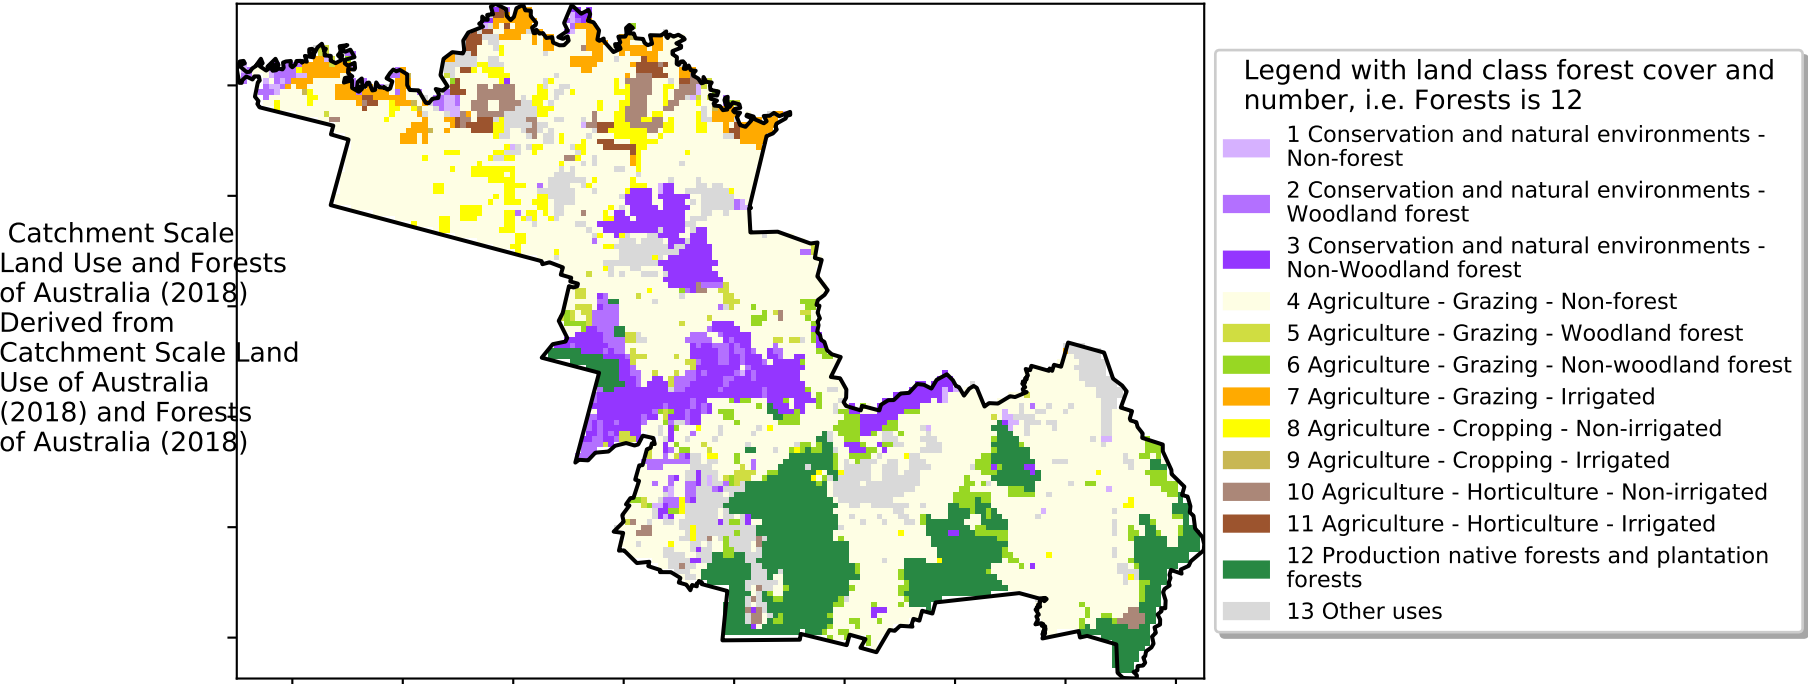 Catchment Scale
Land Use and Forests
of Australia (2018)
Derived from
Catchment Scale Land
Use of Australia
(2018) and Forests
of Australia (2018)
Legend with land class forest cover and
number, i.e. Forests is 12
1 Conservation and natural environments -
Non-forest
2 Conservation and natural environments -
Woodland forest
3 Conservation and natural environments -
Non-Woodland forest
4 Agriculture - Grazing - Non-forest
5 Agriculture - Grazing - Woodland forest
6 Agriculture - Grazing - Non-woodland forest
7 Agriculture - Grazing - Irrigated
8 Agriculture - Cropping - Non-irrigated
9 Agriculture - Cropping - Irrigated
10 Agriculture - Horticulture - Non-irrigated
11 Agriculture - Horticulture - Irrigated
12 Production native forests and plantation
forests
13 Other uses